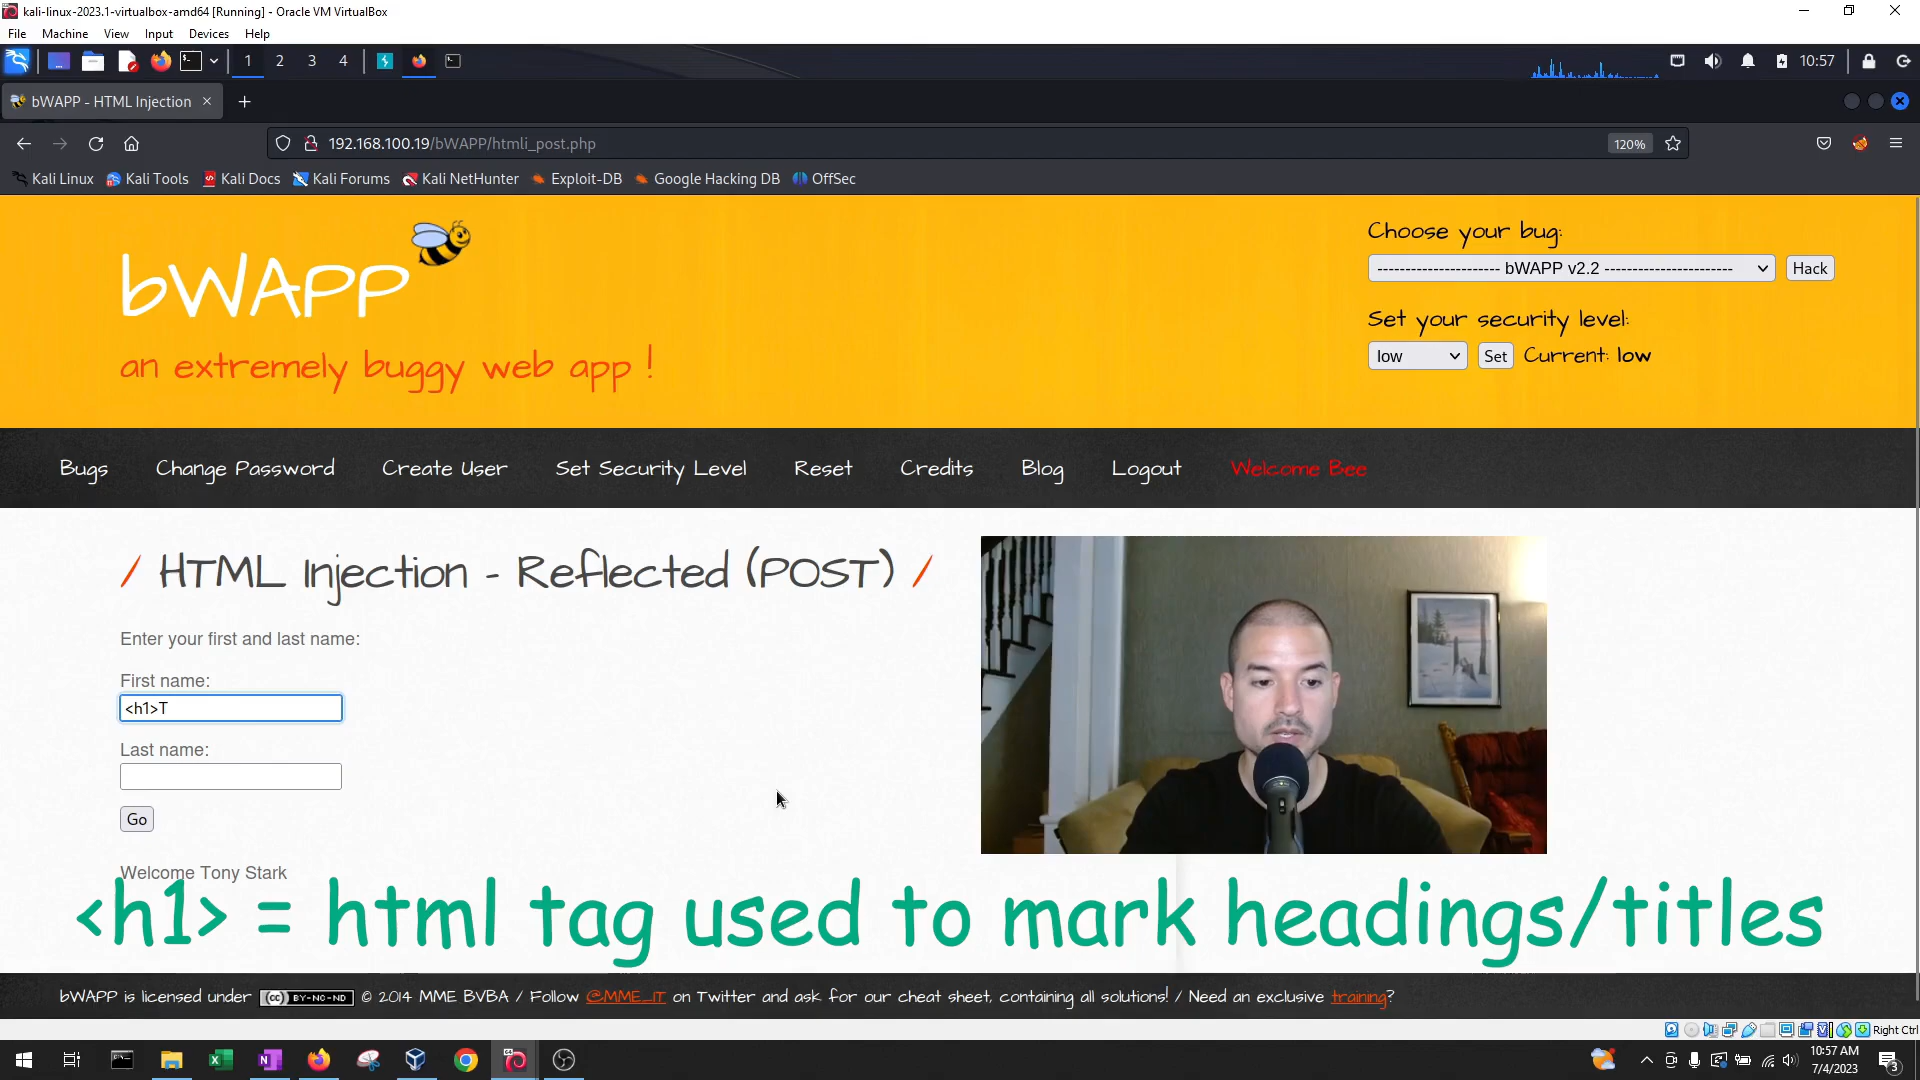 kali-linux-2023.1-virtualbox-amd64 [Running] - Oracle VM VirtualBox
File Machine View Input Devices Help
1 2 3 4 10:57
bWAPP - HTML Injection
192.168.100.19/bWAPP/htmli_post.php 120%
Kali Linux Kali Tools Kali Docs Kali Forums Kali NetHunter Exploit-DB Google Hacking DB OffSec
bWAPP
an extremely buggy web app !
Choose your bug:
---------------------- bWAPP v2.2 ----------------------- Hack
Set your security level:
low Set Current: low
Bugs Change Password Create User Set Security Level Reset Credits Blog Logout Welcome Bee
/ HTML Injection - Reflected (POST) /
Enter your first and last name:
First name:
<h1>T
Last name:
Go
Welcome Tony Stark
<h1> = html tag used to mark headings/titles
bWAPP is licensed under (cc) BY-NC-ND © 2014 MME BVBA / Follow @MME_IT on Twitter and ask for our cheat sheet, containing all solutions! / Need an exclusive training?
Right Ctrl
10:57 AM
7/4/2023
3